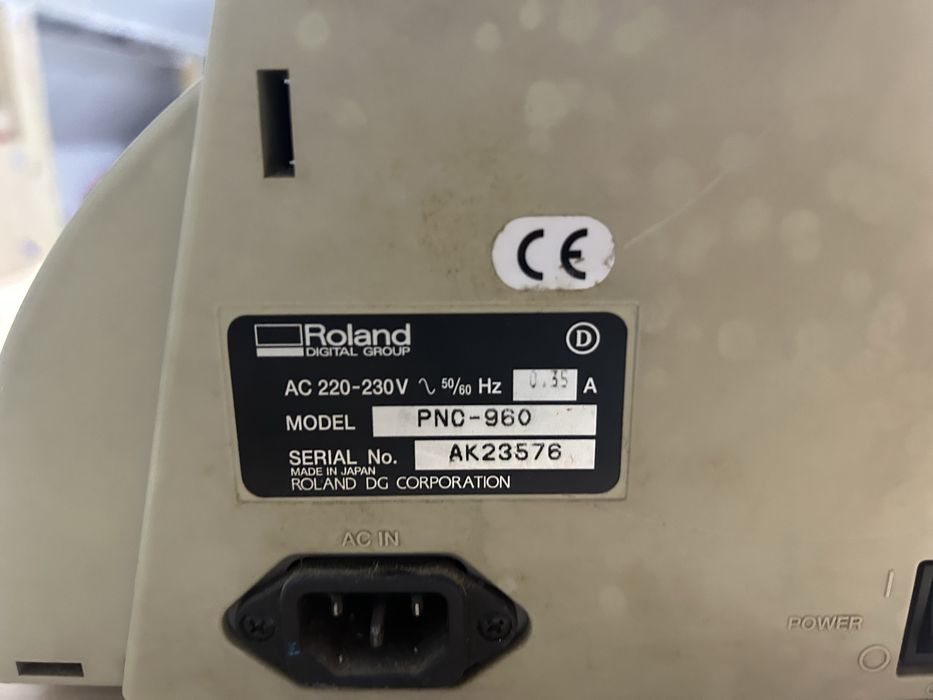 CE
Roland
DIGITAL GROUP
D
AC 220-230V ∿ 50/60 Hz 0.35 A
MODEL PNC-960
SERIAL No. AK23576
MADE IN JAPAN
ROLAND DG CORPORATION
AC IN
|
POWER
O